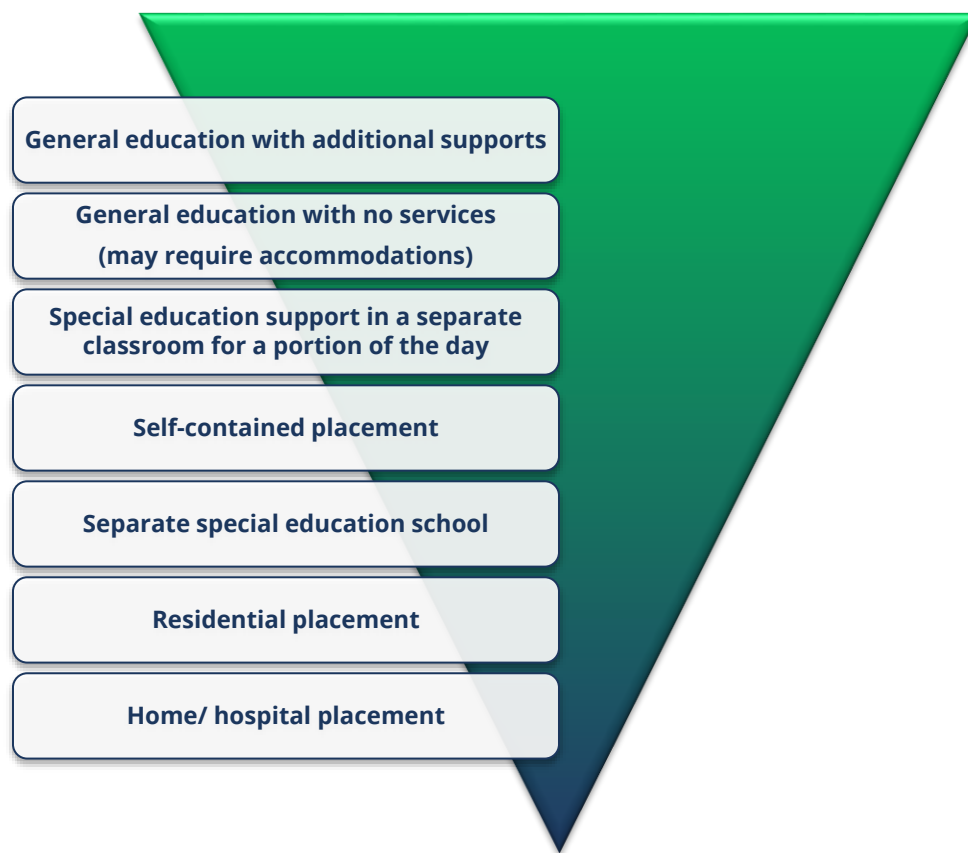 General education with additional supports
General education with no services
(may require accommodations)
Special education support in a separate
classroom for a portion of the day
Self-contained placement
Separate special education school
Residential placement
Home/ hospital placement